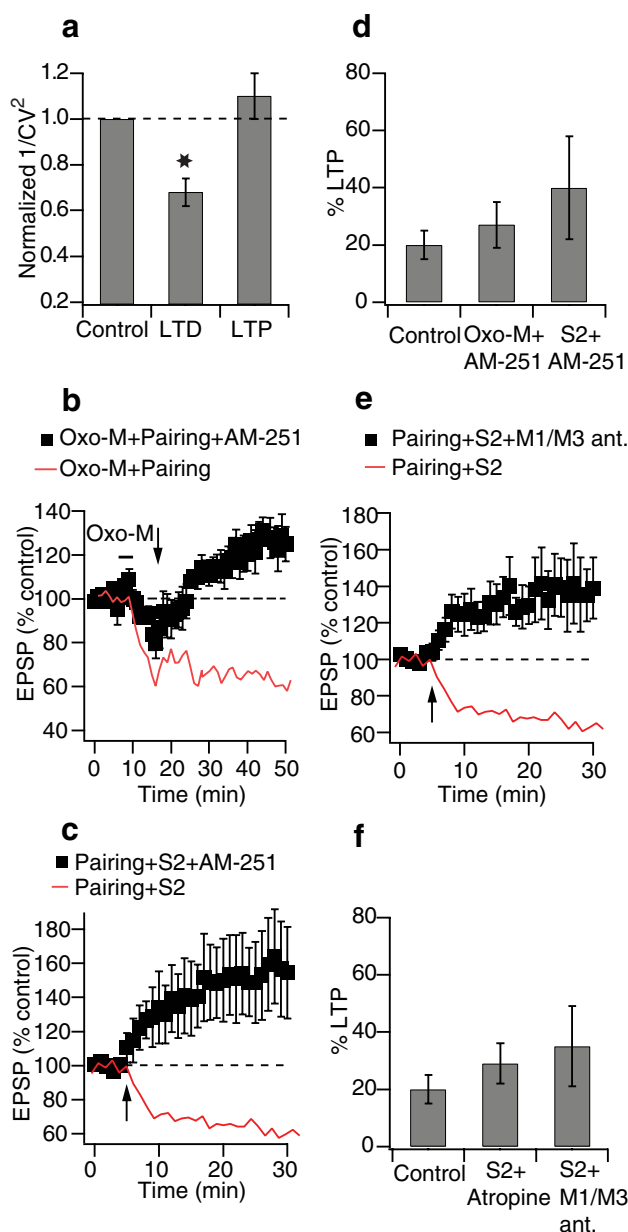 a
Normalized 1/CV²
1.2
1.0
0.8
0.6
0.4
0.2
Control LTD LTP
b
■ Oxo-M+Pairing+AM-251
Oxo-M+Pairing
EPSP (% control)
140
120
100
80
60
40
Oxo-M
0 10 20 30 40 50
Time (min)
c
■ Pairing+S2+AM-251
Pairing+S2
EPSP (% control)
180
160
140
120
100
80
60
0 10 20 30
Time (min)
d
% LTP
80
60
40
20
0
Control Oxo-M+ S2+
AM-251 AM-251
e
■ Pairing+S2+M1/M3 ant.
Pairing+S2
EPSP (% control)
180
160
140
120
100
80
60
0 10 20 30
Time (min)
f
% LTP
80
60
40
20
0
Control S2+ S2+
Atropine M1/M3
ant.